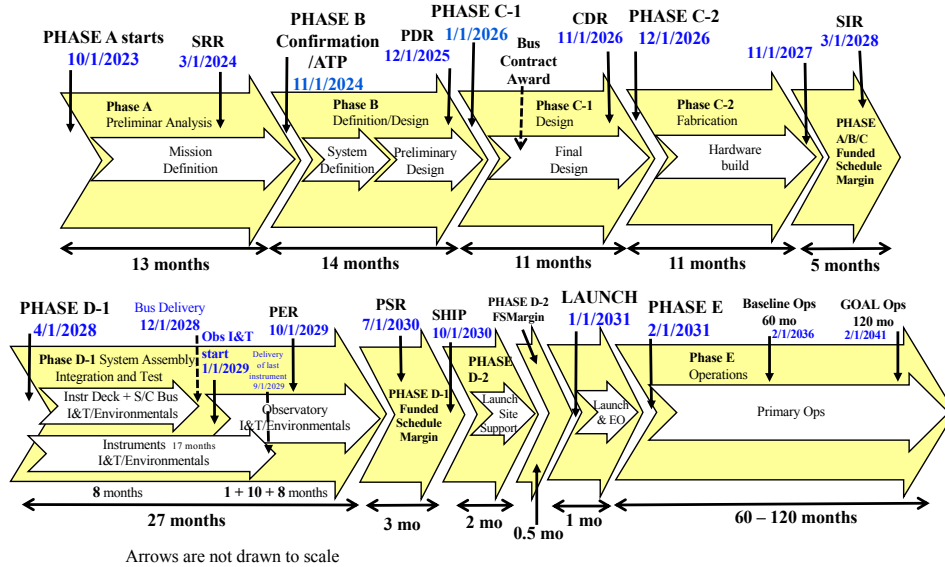 PHASE A starts
10/1/2023
SRR
3/1/2024
PHASE B
Confirmation
/ATP
11/1/2024
PDR
12/1/2025
PHASE C-1
1/1/2026
Bus
Contract
Award
CDR
11/1/2026
PHASE C-2
12/1/2026
11/1/2027
SIR
3/1/2028
Phase A
Preliminar Analysis
Mission
Definition
Phase B
Definition/Design
System
Definition
Preliminary
Design
Phase C-1
Design
Final
Design
Phase C-2
Fabrication
Hardware
build
PHASE
A/B/C
Funded
Schedule
Margin
13 months
14 months
11 months
11 months
5 months
PHASE D-1
4/1/2028
Bus Delivery
12/1/2028
Obs I&T
start
1/1/2029
PER
10/1/2029
Delivery
of last
instrument
9/1/2029
PSR
7/1/2030
SHIP
10/1/2030
PHASE D-2
FSMargin
LAUNCH
1/1/2031
PHASE E
2/1/2031
Baseline Ops
60 mo
2/1/2036
GOAL Ops
120 mo
2/1/2041
Phase D-1 System Assembly
Integration and Test
Instr Deck + S/C Bus
I&T/Environmentals
Observatory
I&T/Environmentals
Instruments 17 months
I&T/Environmentals
8 months
1 + 10 + 8 months
PHASE D-1
Funded
Schedule
Margin
PHASE
D-2
Launch
Site
Support
Launch
& EO
Phase E
Operations
Primary Ops
27 months
3 mo
2 mo
0.5 mo
1 mo
60 – 120 months
Arrows are not drawn to scale